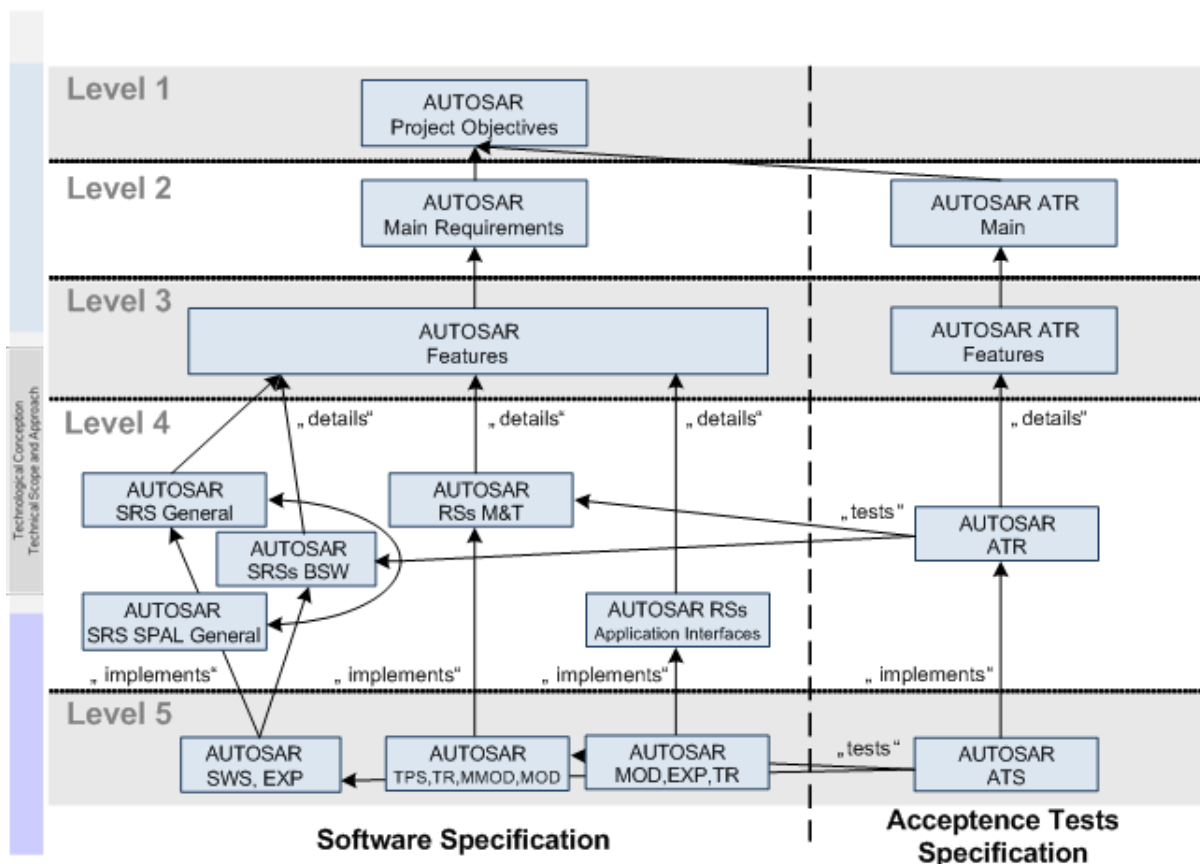 Level 1
AUTOSAR
Project Objectives
Level 2
AUTOSAR
Main Requirements
AUTOSAR ATR
Main
Level 3
AUTOSAR
Features
AUTOSAR ATR
Features
Level 4
„ details“
„ details“
„ details“
„ details“
Technological Conception
Technical Scope and Approach
AUTOSAR
SRS General
AUTOSAR
RSs M&T
„tests“
AUTOSAR
ATR
AUTOSAR
SRSs BSW
AUTOSAR
SRS SPAL General
AUTOSAR RSs
Application Interfaces
„ implements“
„ implements“
„ implements“
„ implements“
Level 5
AUTOSAR
SWS, EXP
AUTOSAR
TPS,TR,MMOD,MOD
AUTOSAR
MOD,EXP,TR
„tests“
AUTOSAR
ATS
Software Specification
Acceptence Tests
Specification